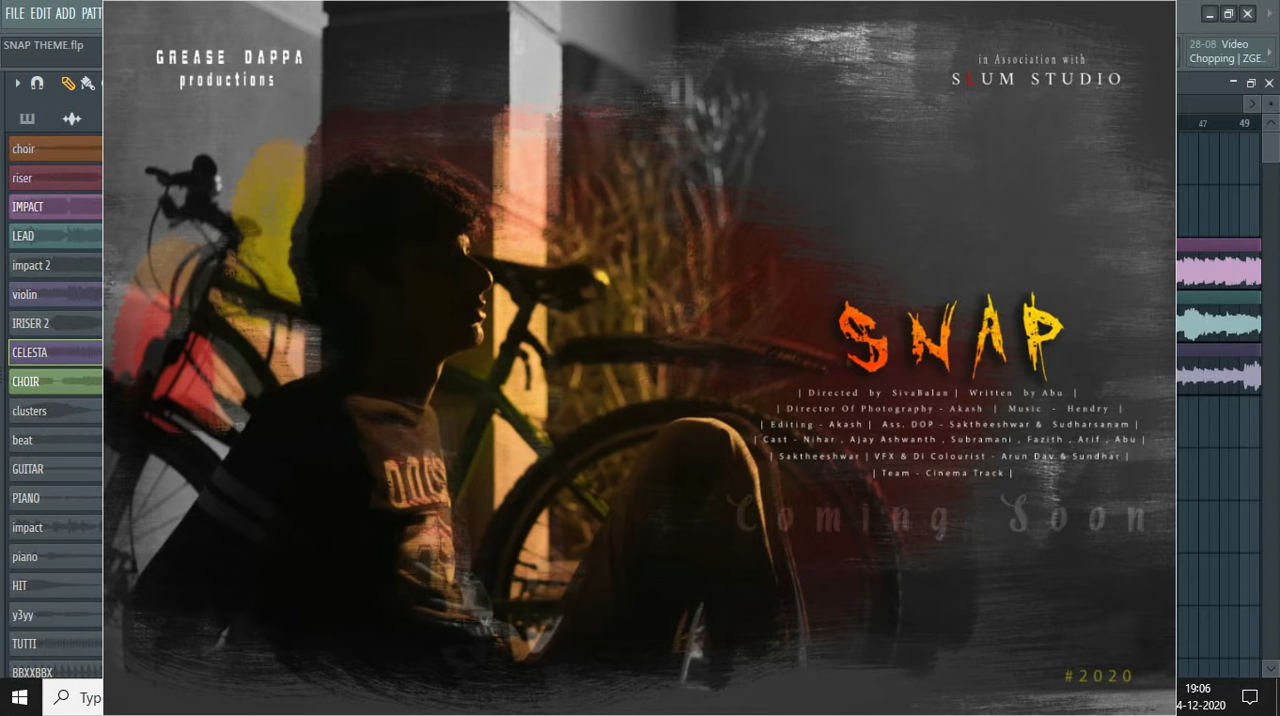 FILE EDIT ADD PATT
SNAP THEME.flp
28-08 Video
Chopping | ZGE..
47 49
choir
riser
IMPACT
LEAD
impact 2
violin
IRISER 2
CELESTA
CHOIR
clusters
beat
GUITAR
PIANO
impact
piano
HIT
y3yy
TUTTI
BBXXBBX
GREASE DAPPA
productions
in Association with
SLUM STUDIO
SNAP
| Directed by SivaBalan | Written by Abu |
| Director Of Photography - Akash | Music - Hendry |
| Editing - Akash | Ass. DOP - Saktheeshwar & Sudharsanam |
| Cast - Nihar , Ajay Ashwanth , Subramani , Fazith , Arif , Abu |
| Saktheeshwar | VFX & DI Colourist - Arun Dav & Sundhar |
| Team - Cinema Track |
Coming Soon
#2020
Typ
19:06
4-12-2020